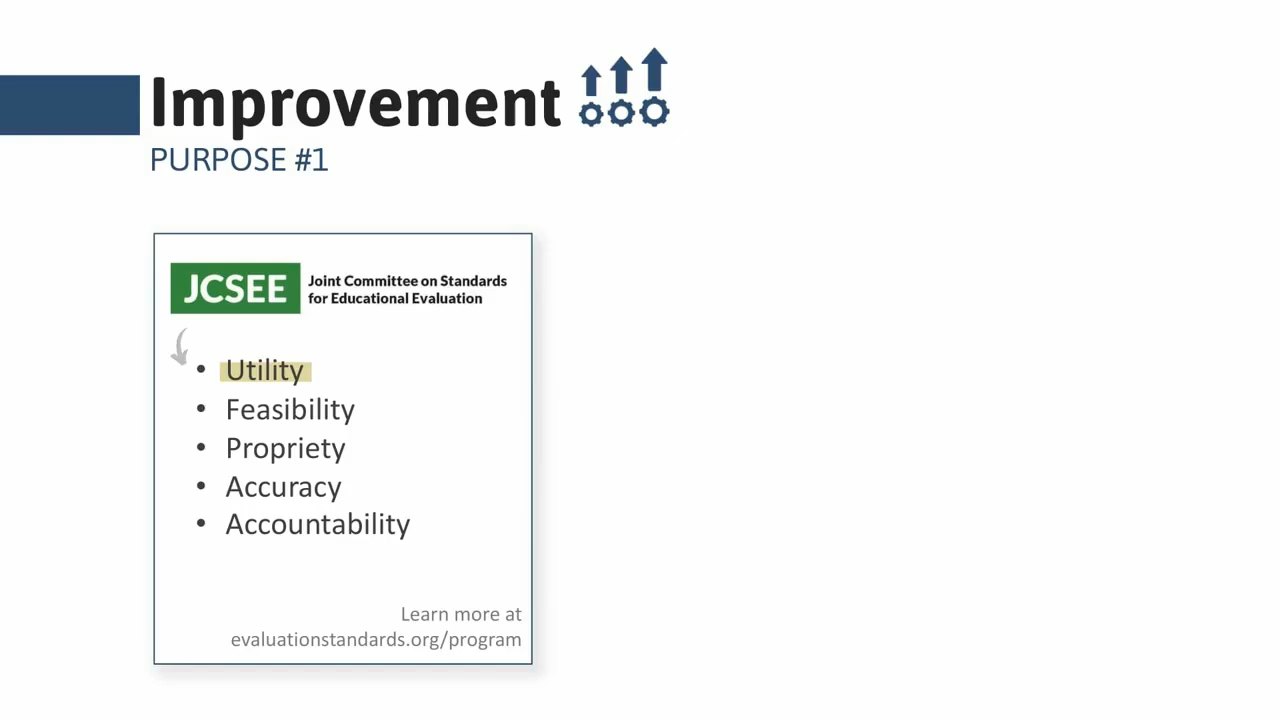 Improvement
PURPOSE #1
JCSEE
Joint Committee on Standards
for Educational Evaluation
• Utility
• Feasibility
• Propriety
• Accuracy
• Accountability
Learn more at
evaluationstandards.org/program